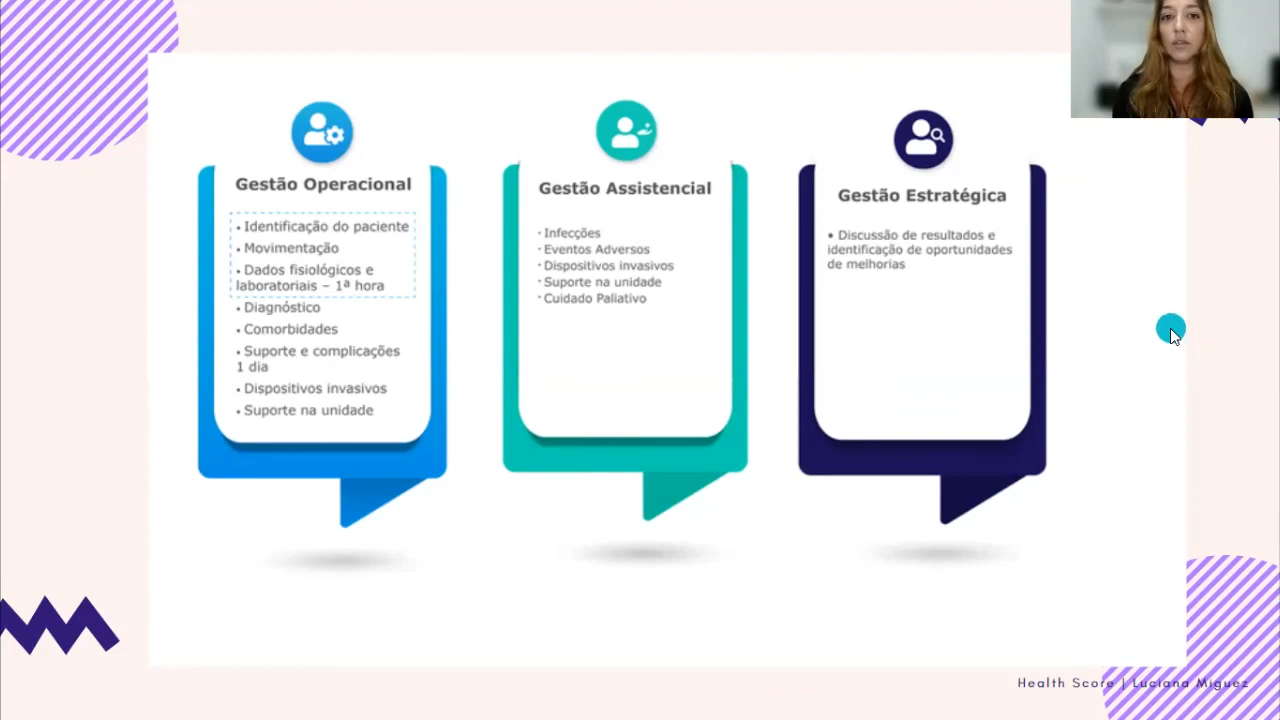 Gestão Operacional
• Identificação do paciente
• Movimentação
• Dados fisiológicos e
laboratoriais – 1ª hora
• Diagnóstico
• Comorbidades
• Suporte e complicações
1 dia
• Dispositivos invasivos
• Suporte na unidade
Gestão Assistencial
· Infecções
· Eventos Adversos
· Dispositivos invasivos
· Suporte na unidade
· Cuidado Paliativo
Gestão Estratégica
• Discussão de resultados e
identificação de oportunidades
de melhorias
Health Score | Luciana Miguez